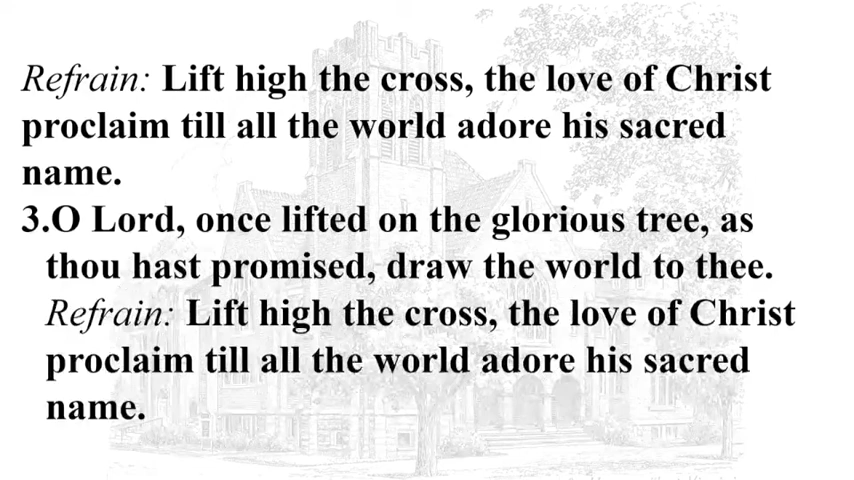 Refrain: Lift high the cross, the love of Christ
proclaim till all the world adore his sacred
name.
3.O Lord, once lifted on the glorious tree, as
thou hast promised, draw the world to thee.
Refrain: Lift high the cross, the love of Christ
proclaim till all the world adore his sacred
name.